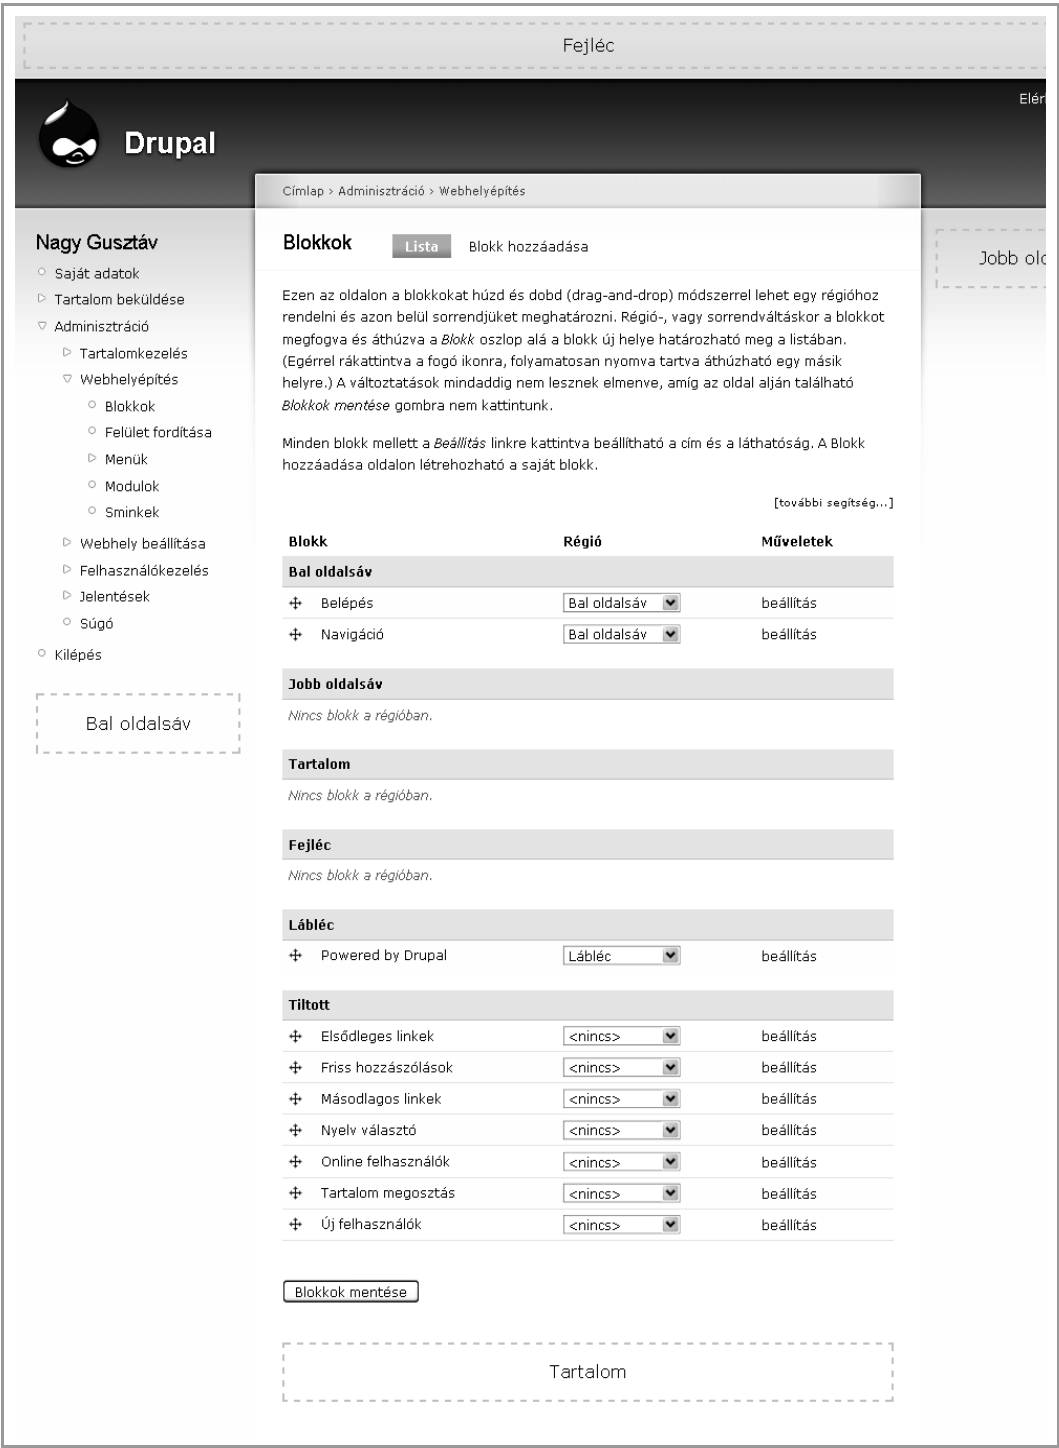 Fejléc
Drupal
Címlap › Adminisztráció › Webhelyépítés
Nagy Gusztáv
Saját adatok
Tartalom beküldése
Adminisztráció
Tartalomkezelés
Webhelyépítés
Blokkok
Felület fordítása
Menük
Modulok
Sminkek
Webhely beállítása
Felhasználókezelés
Jelentések
Súgó
Kilépés
Bal oldalsáv
Blokkok Lista Blokk hozzáadása
Ezen az oldalon a blokkokat húzd és dobd (drag-and-drop) módszerrel lehet egy régióhoz
rendelni és azon belül sorrendjüket meghatározni. Régió-, vagy sorrendváltáskor a blokkot
megfogva és áthúzva a Blokk oszlop alá a blokk új helye határozható meg a listában.
(Egérrel rákattintva a fogó ikonra, folyamatosan nyomva tartva áthúzható egy másik
helyre.) A változtatások mindaddig nem lesznek elmenve, amíg az oldal alján található
Blokkok mentése gombra nem kattintunk.
Minden blokk mellett a Beállítás linkre kattintva beállítható a cím és a láthatóság. A Blokk
hozzáadása oldalon létrehozható a saját blokk.
[további segítség...]
Blokk Régió Műveletek
Bal oldalsáv
Belépés Bal oldalsáv beállítás
Navigáció Bal oldalsáv beállítás
Jobb oldalsáv
Nincs blokk a régióban.
Tartalom
Nincs blokk a régióban.
Fejléc
Nincs blokk a régióban.
Lábléc
Powered by Drupal Lábléc beállítás
Tiltott
Elsődleges linkek <nincs> beállítás
Friss hozzászólások <nincs> beállítás
Másodlagos linkek <nincs> beállítás
Nyelv választó <nincs> beállítás
Online felhasználók <nincs> beállítás
Tartalom megosztás <nincs> beállítás
Új felhasználók <nincs> beállítás
Blokkok mentése
Tartalom
Jobb